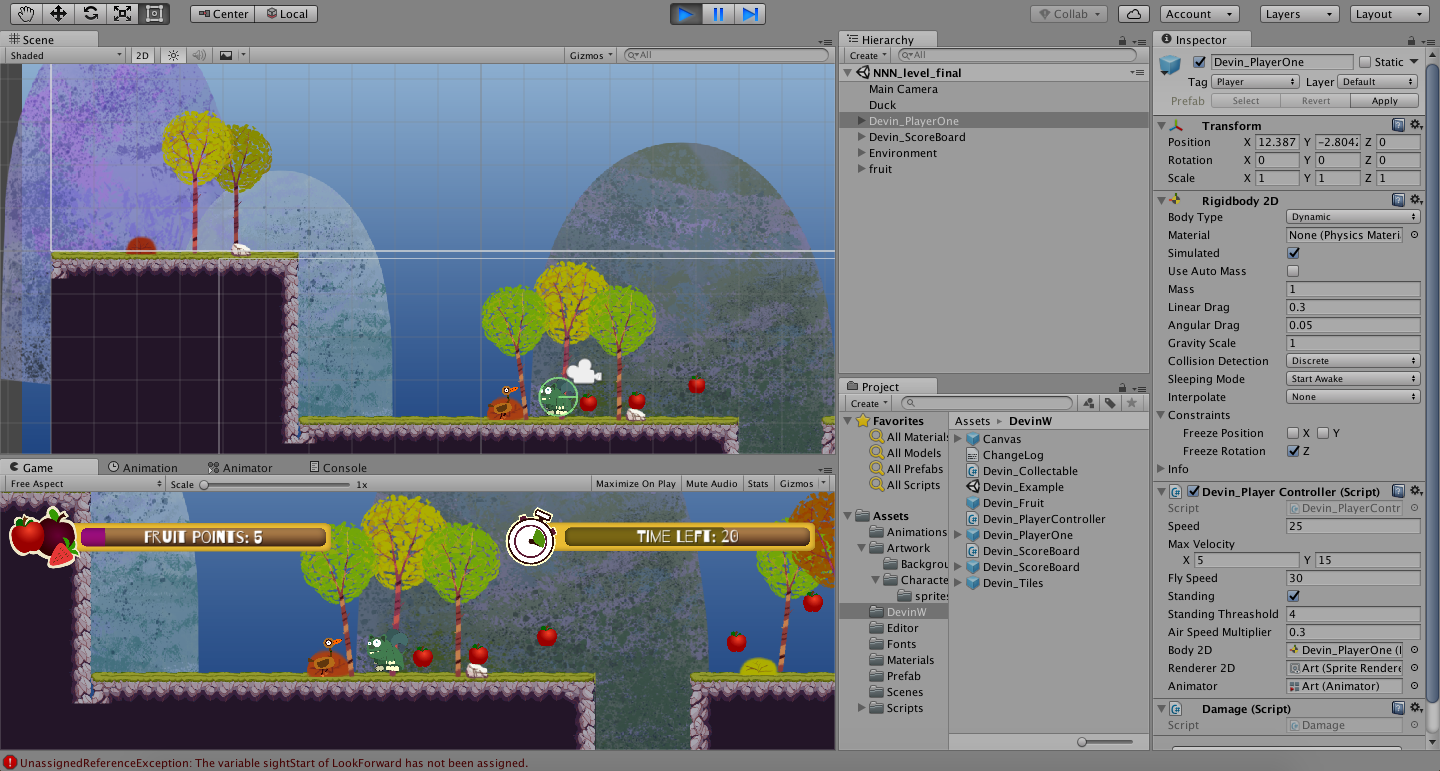 Center Local
Collab Account Layers Layout
Scene
Shaded 2D Gizmos All
Game Animation Animator Console
Free Aspect Scale 1x Maximize On Play Mute Audio Stats Gizmos
FRUIT POINTS: 5
TIME LEFT: 20
UnassignedReferenceException: The variable sightStart of LookForward has not been assigned.
Hierarchy
Create All
NNN_level_final
Main Camera
Duck
Devin_PlayerOne
Devin_ScoreBoard
Environment
fruit
Project
Create
Favorites
All Materials
All Models
All Prefabs
All Scripts
Assets
Animations
Artwork
Backgrou
Characte
sprites
DevinW
Editor
Fonts
Materials
Prefab
Scenes
Scripts
Assets DevinW
Canvas
ChangeLog
Devin_Collectable
Devin_Example
Devin_Fruit
Devin_PlayerController
Devin_PlayerOne
Devin_ScoreBoard
Devin_ScoreBoard
Devin_Tiles
Inspector
Devin_PlayerOne Static
Tag Player Layer Default
Prefab Select Revert Apply
Transform
Position X 12.387 Y -2.8042 Z 0
Rotation X 0 Y 0 Z 0
Scale X 1 Y 1 Z 1
Rigidbody 2D
Body Type Dynamic
Material None (Physics Materi
Simulated
Use Auto Mass
Mass 1
Linear Drag 0.3
Angular Drag 0.05
Gravity Scale 1
Collision Detection Discrete
Sleeping Mode Start Awake
Interpolate None
Constraints
Freeze Position X Y
Freeze Rotation Z
Info
Devin_Player Controller (Script)
Script Devin_PlayerContr
Speed 25
Max Velocity
X 5 Y 15
Fly Speed 30
Standing
Standing Threashold 4
Air Speed Multiplier 0.3
Body 2D Devin_PlayerOne (
Renderer 2D Art (Sprite Rendere
Animator Art (Animator)
Damage (Script)
Script Damage